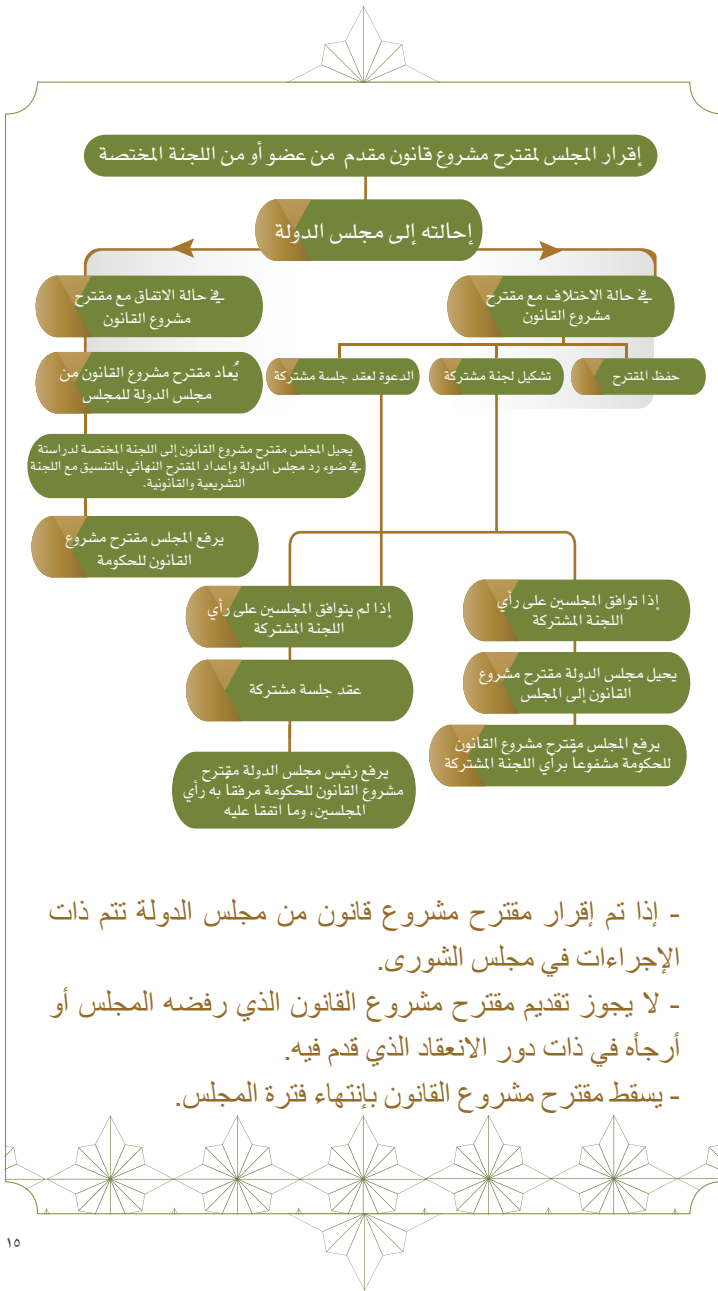 إقرار المجلس لمقترح مشروع قانون مقدم من عضو أو من اللجنة المختصة
إحالته إلى مجلس الدولة
في حالة الاختلاف مع مقترح
مشروع القانون
حفظ المقترح
تشكيل لجنة مشتركة
الدعوة لعقد جلسة مشتركة
إذا توافق المجلسين على رأي
اللجنة المشتركة
يحيل مجلس الدولة مقترح مشروع
القانون إلى المجلس
يرفع المجلس مقترح مشروع القانون
للحكومة مشفوعاً برأي اللجنة المشتركة
إذا لم يتوافق المجلسين على رأي
اللجنة المشتركة
عقد جلسة مشتركة
يرفع رئيس مجلس الدولة مقترح
مشروع القانون للحكومة مرفقاً به رأي
المجلسين، وما اتفقا عليه
في حالة الاتفاق مع مقترح
مشروع القانون
يُعاد مقترح مشروع القانون من
مجلس الدولة للمجلس
يحيل المجلس مقترح مشروع القانون إلى اللجنة المختصة لدراستة
في ضوء رد مجلس الدولة وإعداد المقترح النهائي بالتنسيق مع اللجنة
التشريعية والقانونية.
يرفع المجلس مقترح مشروع
القانون للحكومة
- إذا تم إقرار مقترح مشروع قانون من مجلس الدولة تتم ذات
الإجراءات في مجلس الشورى.
- لا يجوز تقديم مقترح مشروع القانون الذي رفضه المجلس أو
أرجأه في ذات دور الانعقاد الذي قدم فيه.
- يسقط مقترح مشروع القانون بإنتهاء فترة المجلس.
١٥